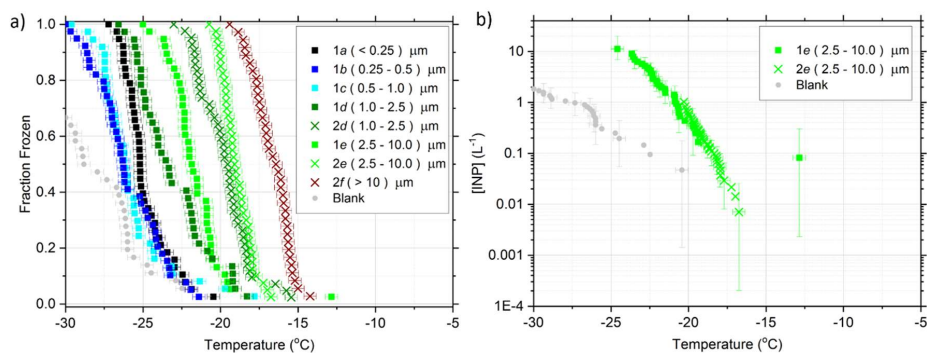 a)
Fraction Frozen
1.0
0.8
0.6
0.4
0.2
0.0
-30 -25 -20 -15 -10 -5
Temperature (°C)
1a ( < 0.25 ) μm
1b ( 0.25 - 0.5 ) μm
1c ( 0.5 - 1.0 ) μm
1d ( 1.0 - 2.5 ) μm
2d ( 1.0 - 2.5 ) μm
1e ( 2.5 - 10.0 ) μm
2e ( 2.5 - 10.0 ) μm
2f ( > 10 ) μm
Blank
b)
[INP] (L⁻¹)
10
1
0.1
0.01
0.001
1E-4
-30 -25 -20 -15 -10 -5
Temperature (°C)
1e ( 2.5 - 10.0 ) μm
2e ( 2.5 - 10.0 ) μm
Blank